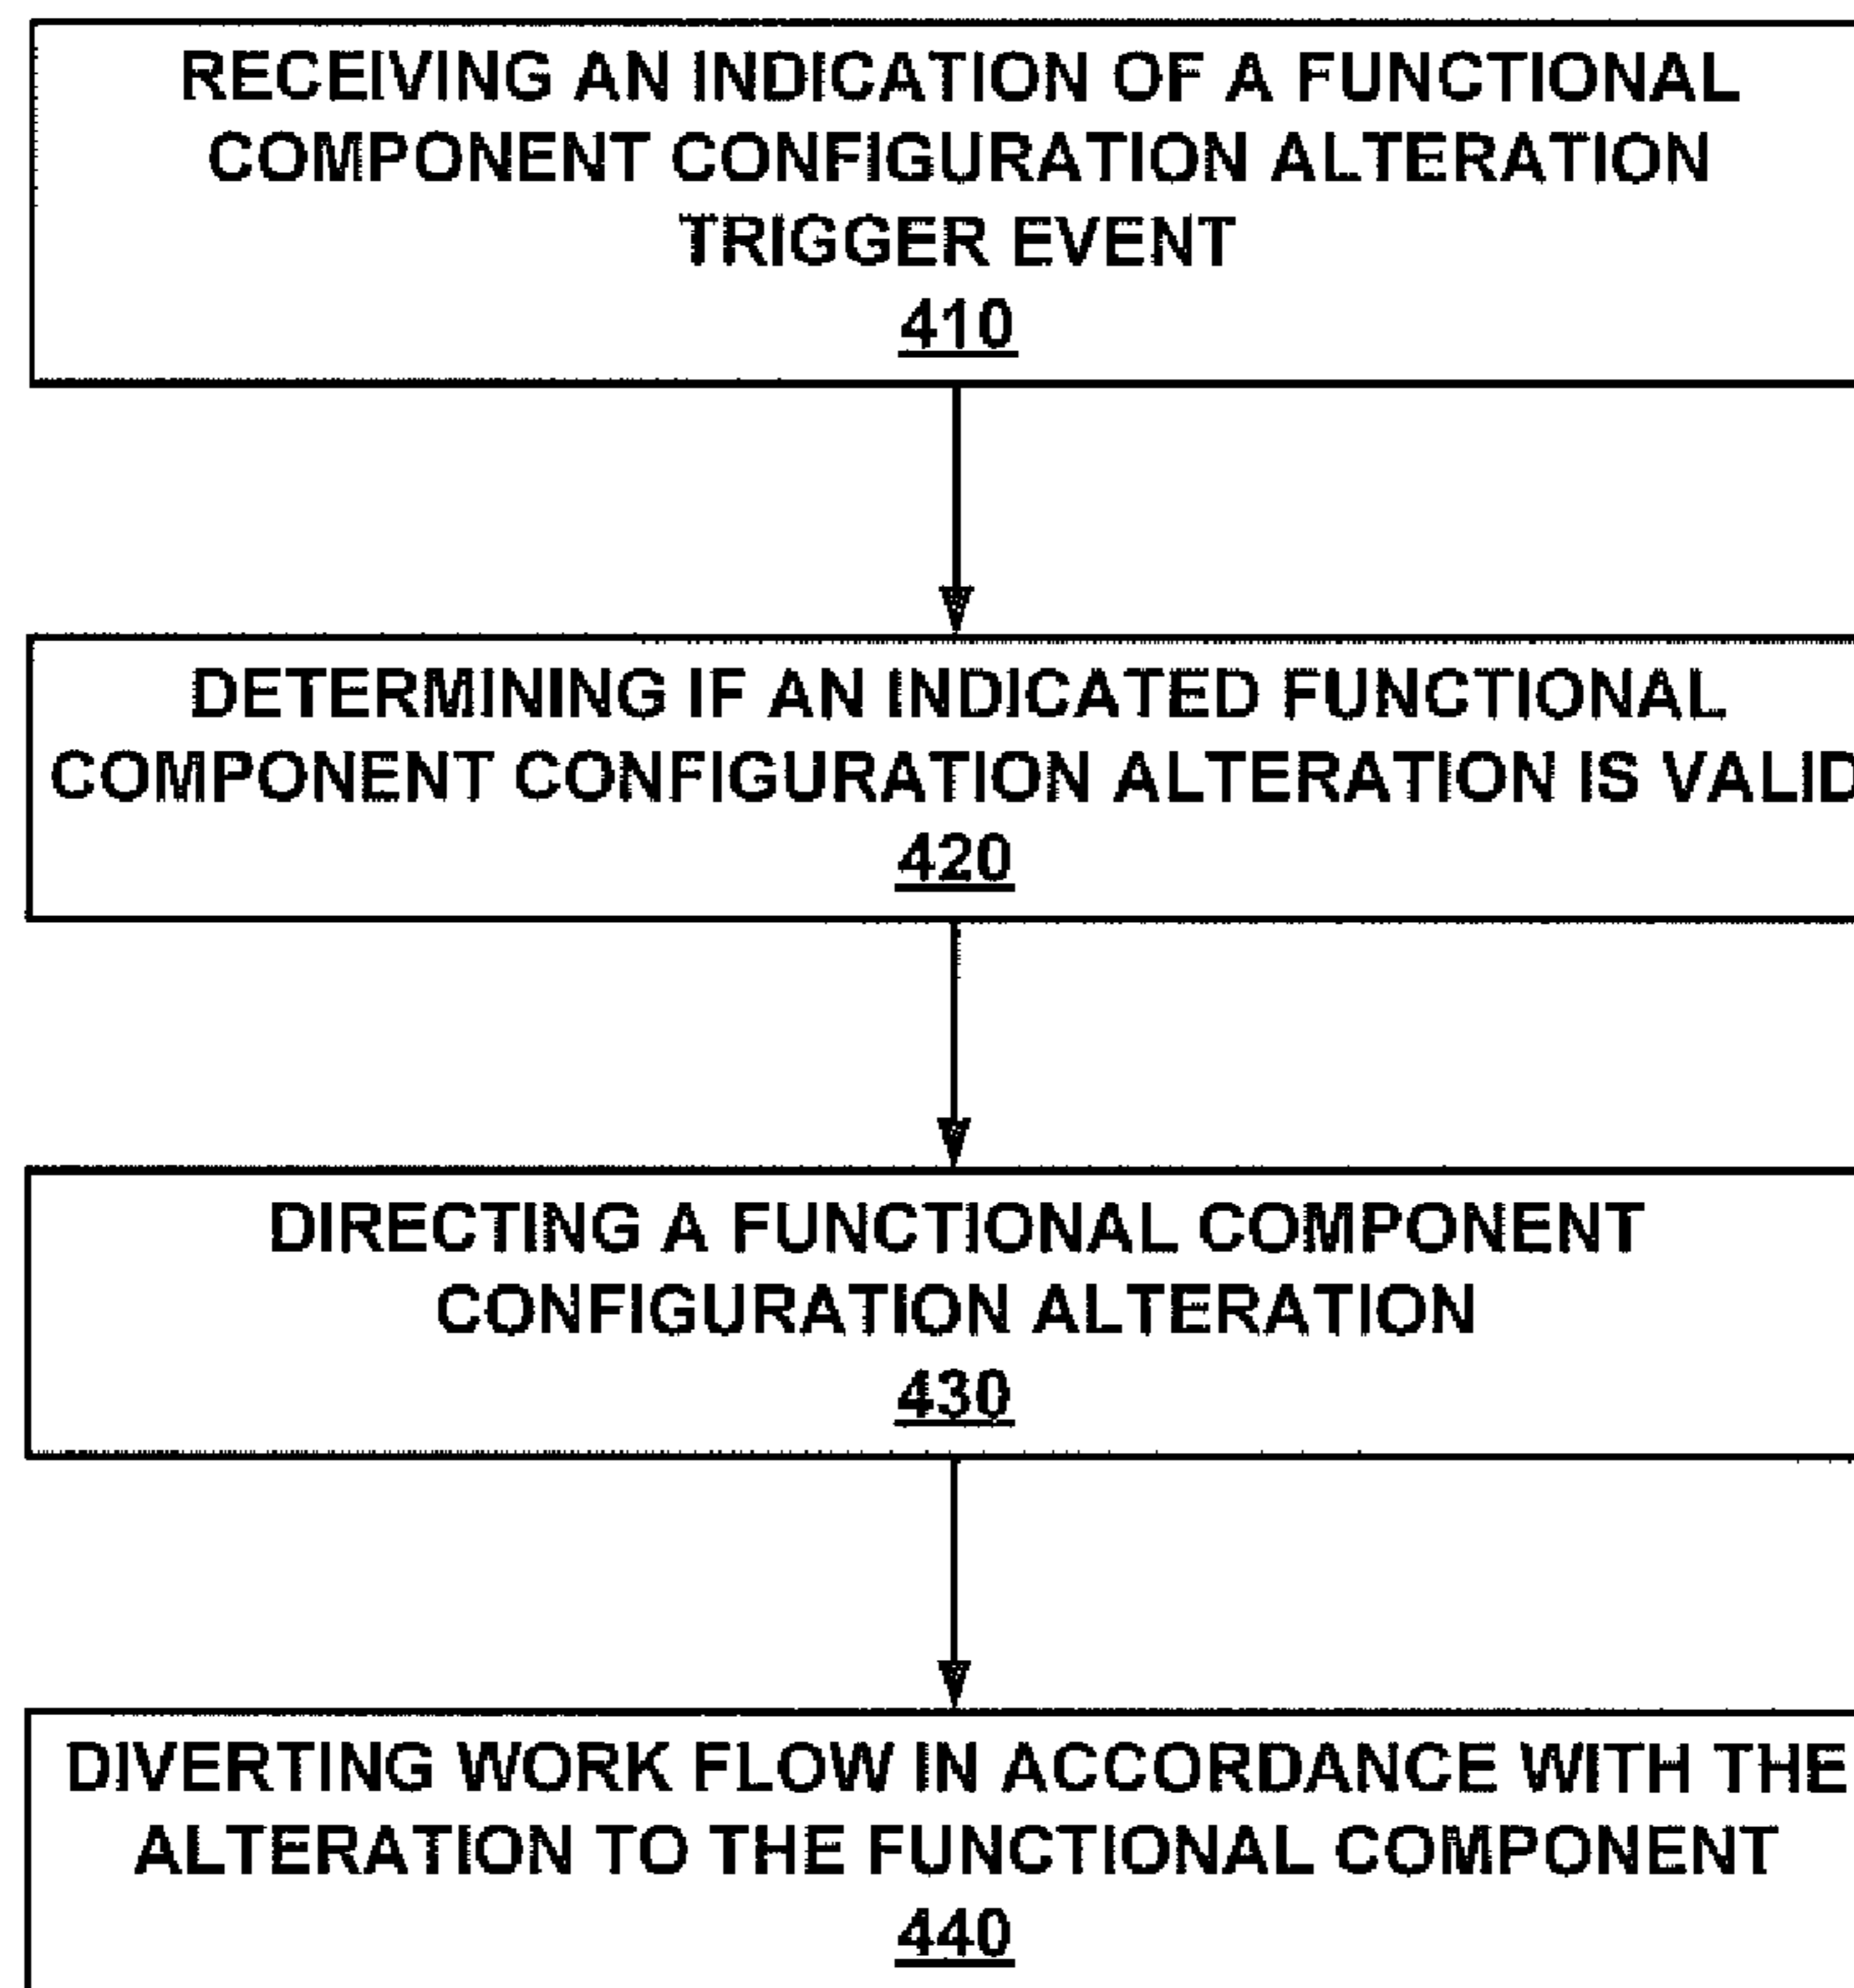 RECEIVING AN INDICATION OF A FUNCTIONAL
COMPONENT CONFIGURATION ALTERATION
TRIGGER EVENT
410
DETERMINING IF AN INDICATED FUNCTIONAL
COMPONENT CONFIGURATION ALTERATION IS VALID
420
DIRECTING A FUNCTIONAL COMPONENT
CONFIGURATION ALTERATION
430
DIVERTING WORK FLOW IN ACCORDANCE WITH THE
ALTERATION TO THE FUNCTIONAL COMPONENT
440